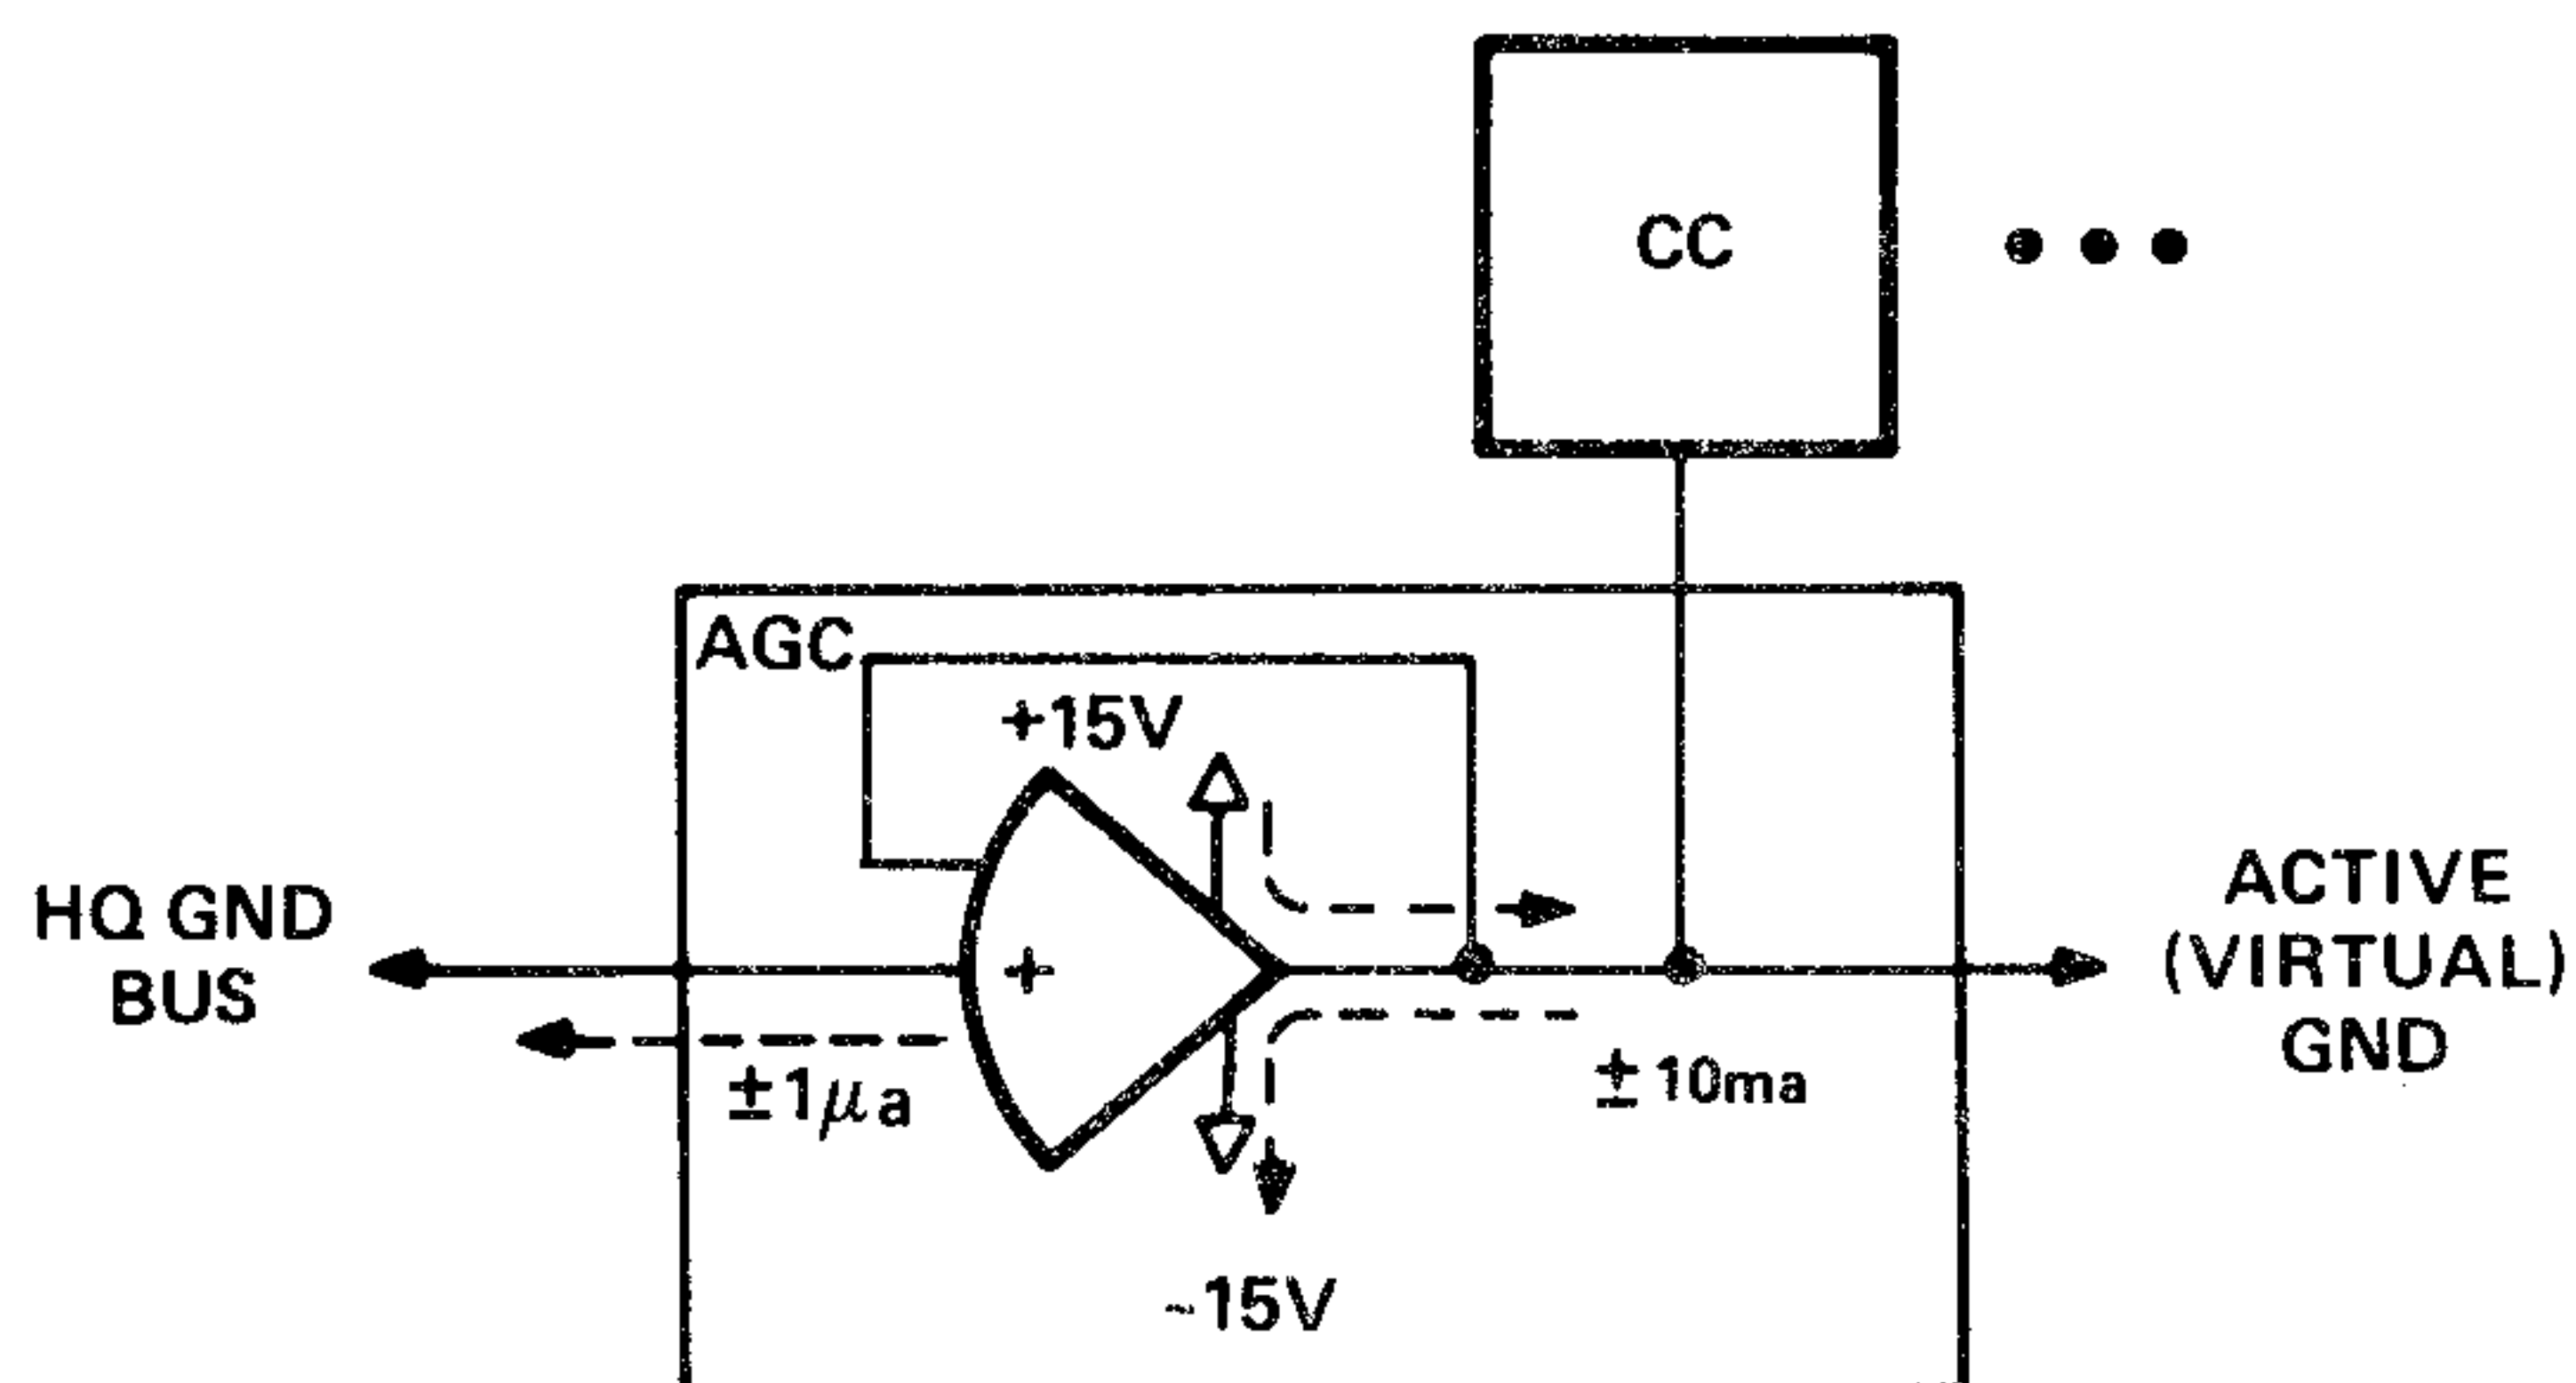 CC
AGC
+15V
HQ GND
BUS
+
±1μa
±10ma
-15V
ACTIVE
(VIRTUAL)
GND